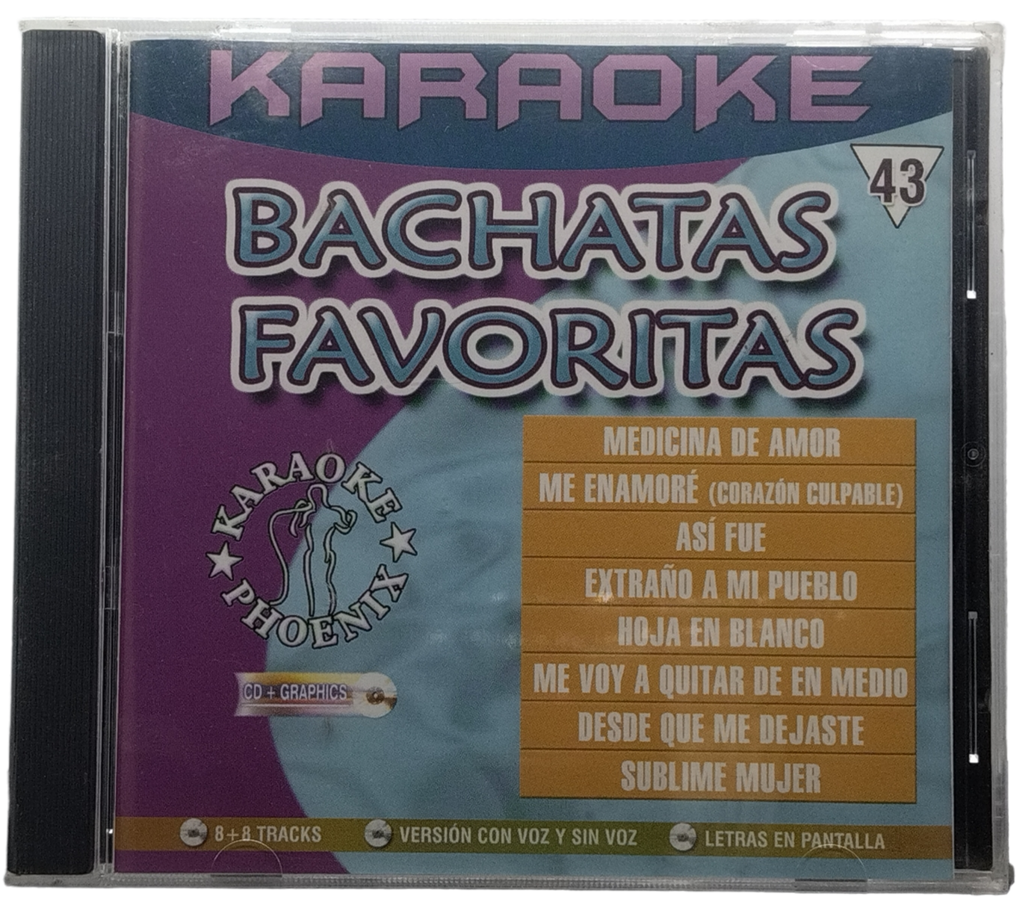 KARAOKE
43
BACHATAS
FAVORITAS
MEDICINA DE AMOR
ME ENAMORÉ (CORAZÓN CULPABLE)
ASÍ FUE
EXTRAÑO A MI PUEBLO
HOJA EN BLANCO
ME VOY A QUITAR DE EN MEDIO
DESDE QUE ME DEJASTE
SUBLIME MUJER
KARAOKE
PHOENIX
CD + GRAPHICS
8+8 TRACKS
VERSIÓN CON VOZ Y SIN VOZ
LETRAS EN PANTALLA